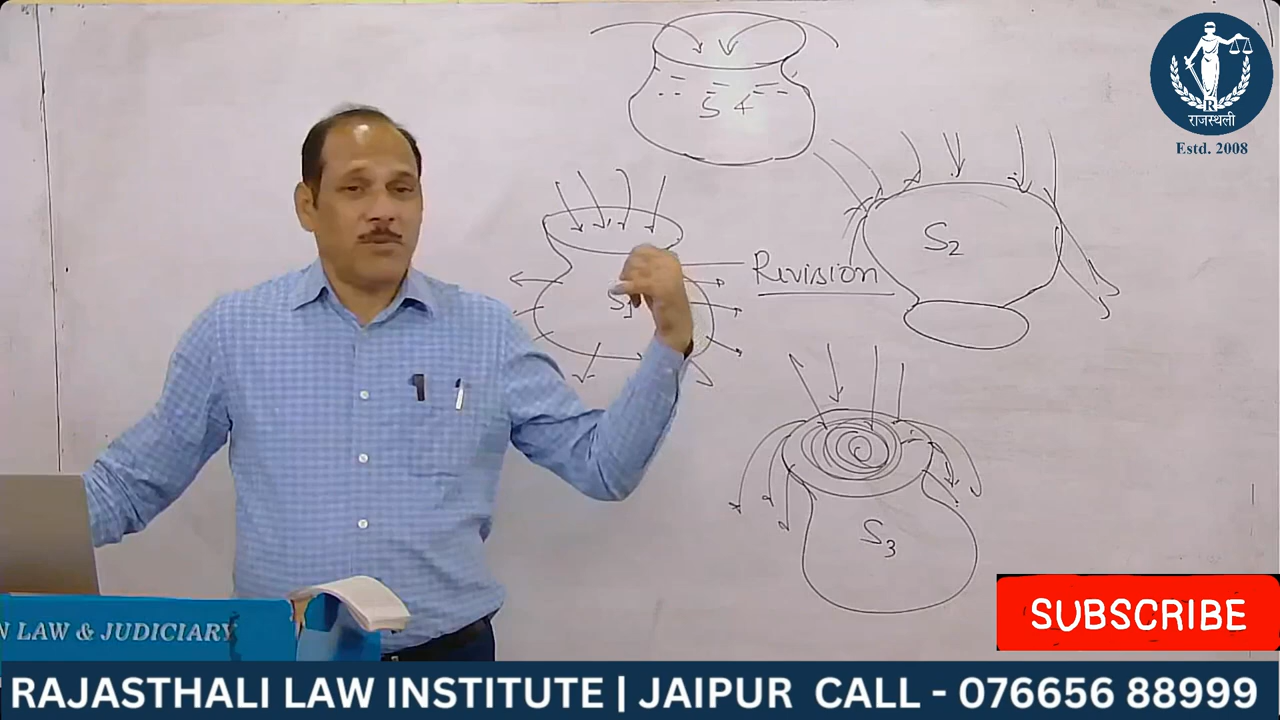 राजस्थली
R
Estd. 2008
S4
S2
S1
Revision
S3
SUBSCRIBE
N LAW & JUDICIARY
RAJASTHALI LAW INSTITUTE | JAIPUR CALL - 076656 88999